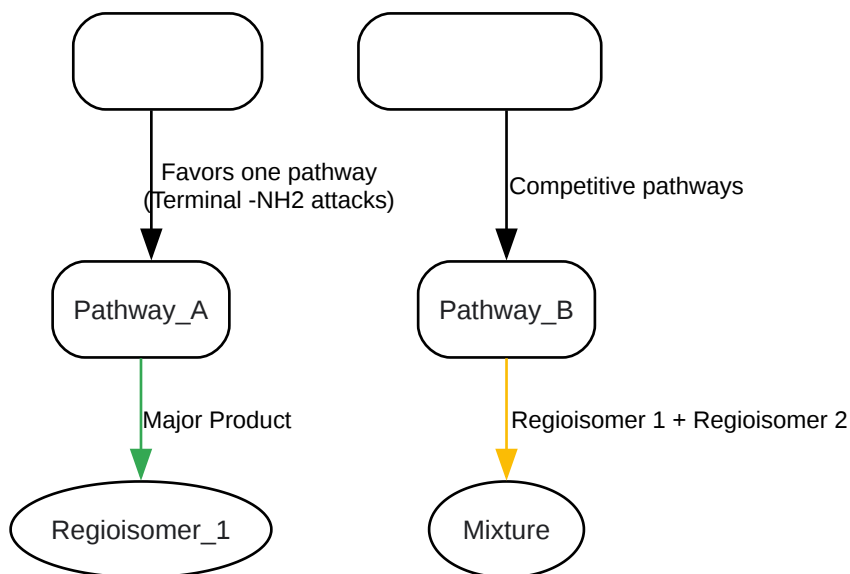 Favors one pathway
(Terminal -NH2 attacks)
Competitive pathways
Pathway_A
Pathway_B
Major Product
Regioisomer 1 + Regioisomer 2
Regioisomer_1
Mixture